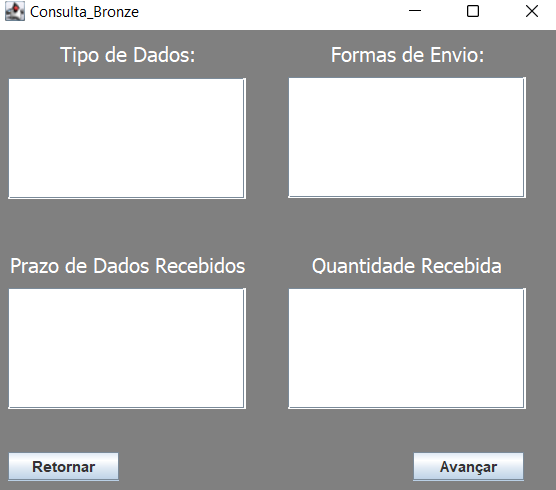 Consulta_Bronze
Tipo de Dados:
Formas de Envio:
Prazo de Dados Recebidos
Quantidade Recebida
Retornar
Avançar